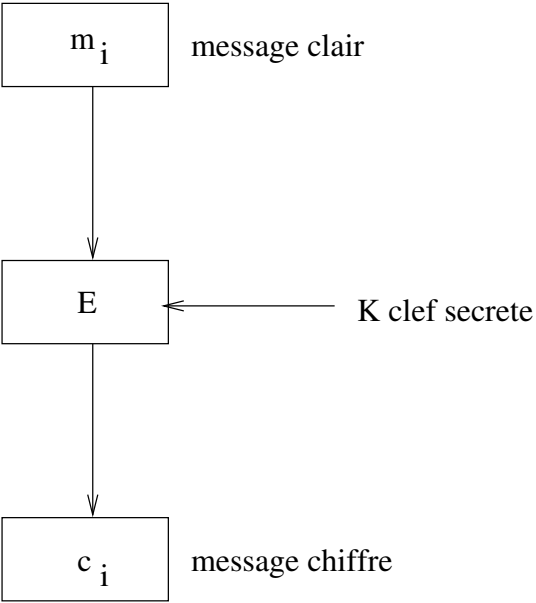 m i message clair
E
K clef secrete
c i message chiffre